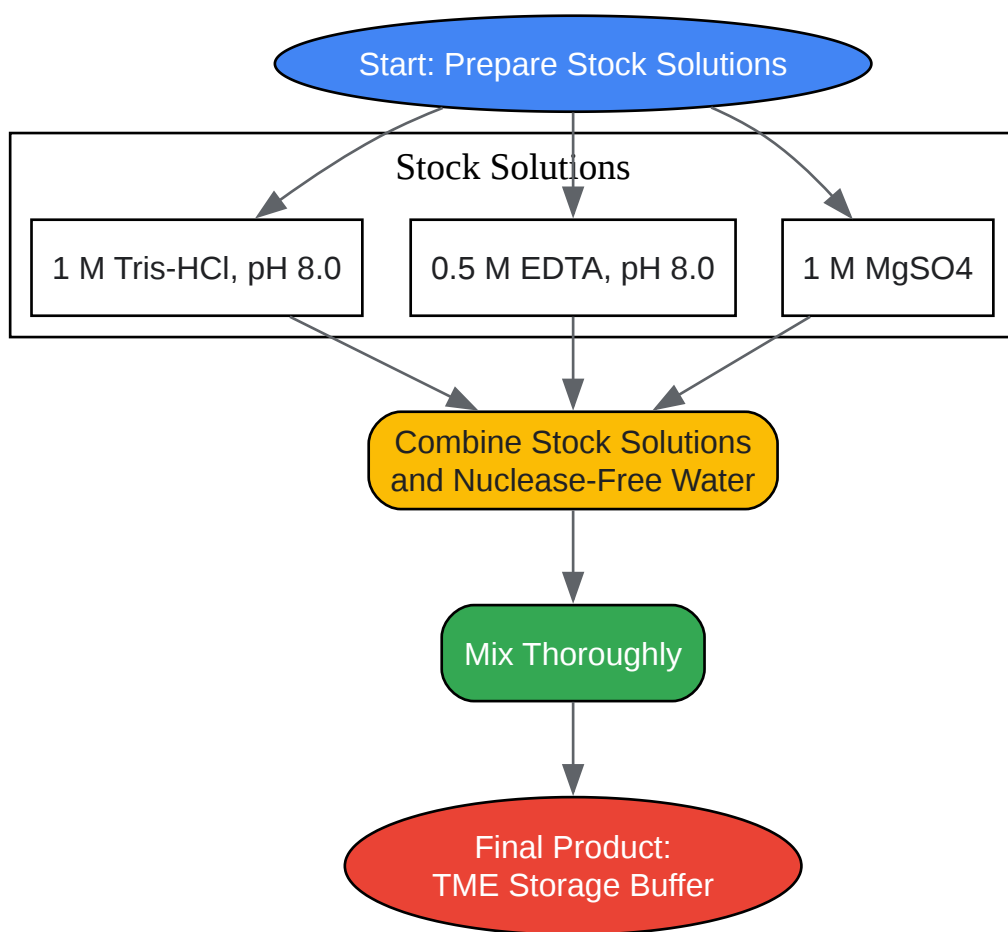 Start: Prepare Stock Solutions
Stock Solutions
1 M Tris-HCl, pH 8.0
0.5 M EDTA, pH 8.0
1 M MgSO4
Combine Stock Solutions
and Nuclease-Free Water
Mix Thoroughly
Final Product:
TME Storage Buffer